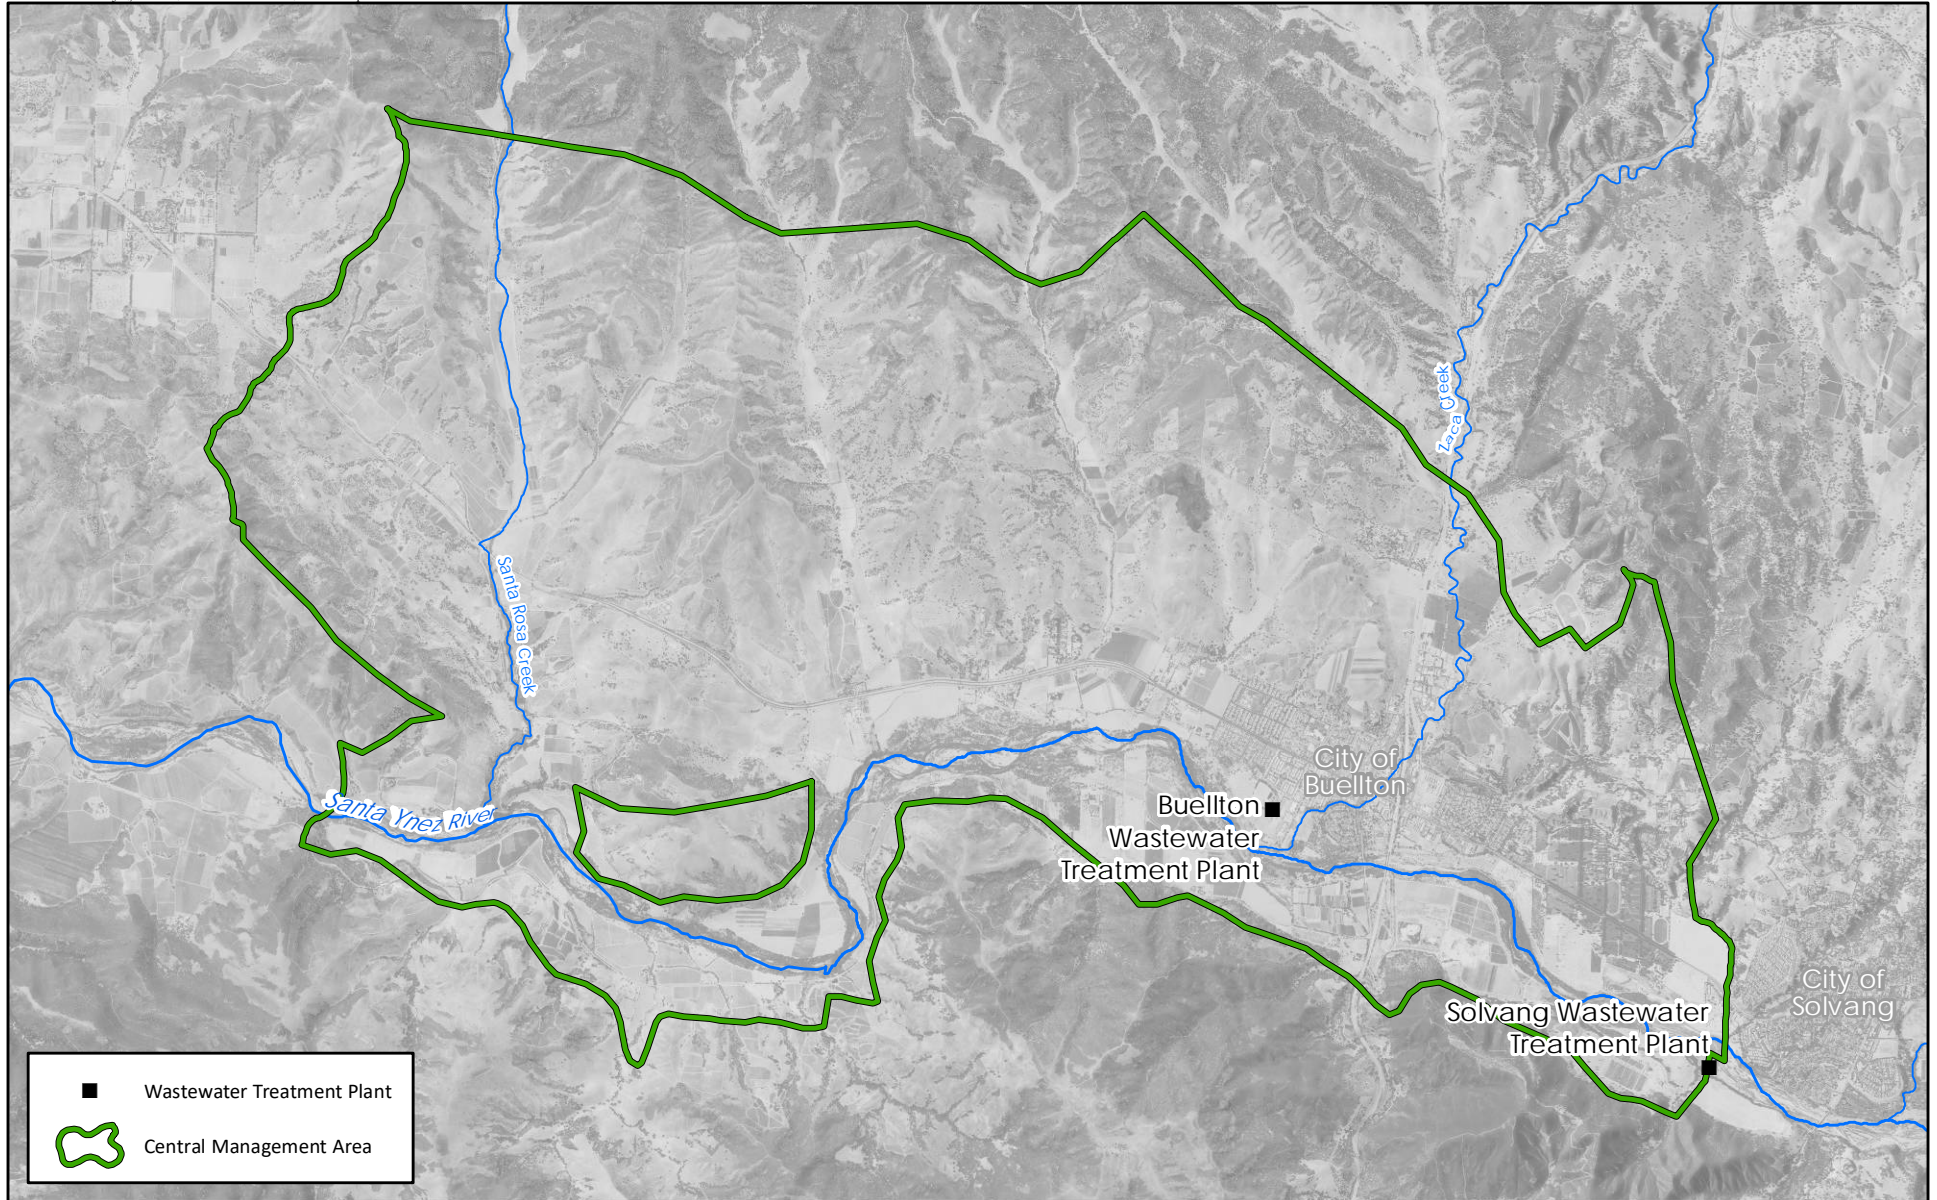 Zaca Creek
Santa Rosa Creek
City of
Buellton
Buellton
Wastewater
Treatment Plant
Santa Ynez River
City of
Solvang
Solvang Wastewater
Treatment Plant
Wastewater Treatment Plant
Central Management Area